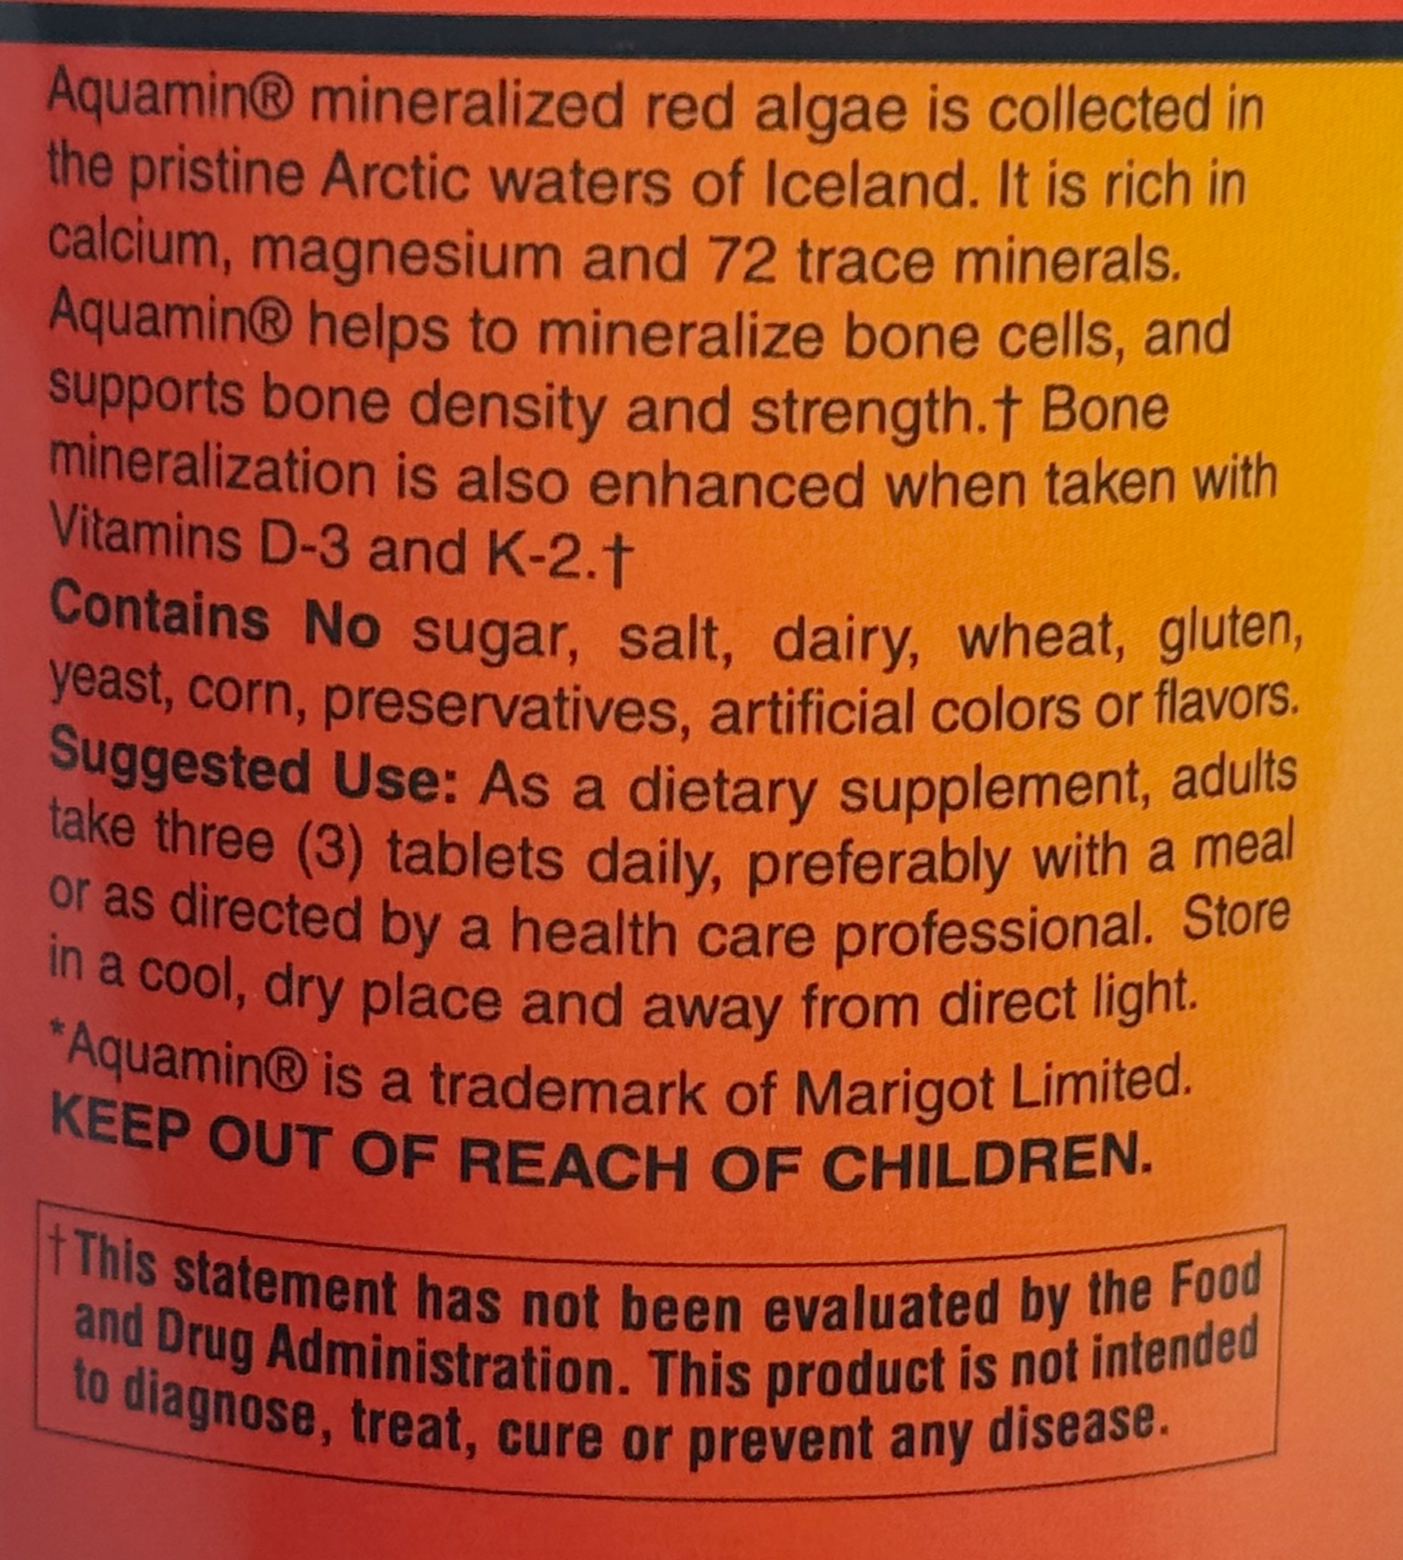 Aquamin® mineralized red algae is collected in
the pristine Arctic waters of Iceland. It is rich in
calcium, magnesium and 72 trace minerals.
Aquamin® helps to mineralize bone cells, and
supports bone density and strength.† Bone
mineralization is also enhanced when taken with
Vitamins D-3 and K-2.†
Contains No sugar, salt, dairy, wheat, gluten,
yeast, corn, preservatives, artificial colors or flavors.
Suggested Use: As a dietary supplement, adults
take three (3) tablets daily, preferably with a meal
or as directed by a health care professional. Store
in a cool, dry place and away from direct light.
*Aquamin® is a trademark of Marigot Limited.
KEEP OUT OF REACH OF CHILDREN.
†This statement has not been evaluated by the Food
and Drug Administration. This product is not intended
to diagnose, treat, cure or prevent any disease.